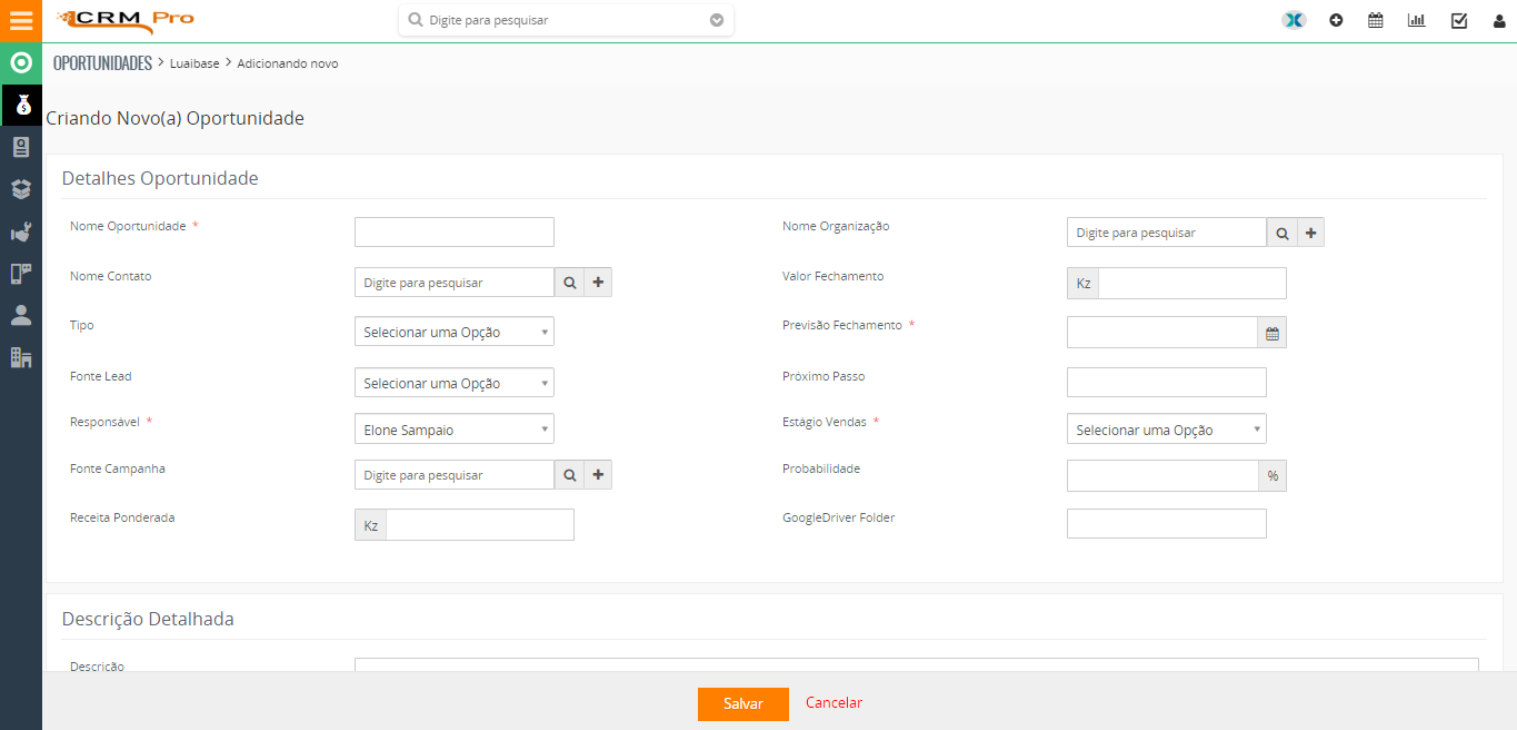 CRM Pro
Digite para pesquisar
OPORTUNIDADES > Luaibase > Adicionando novo
Criando Novo(a) Oportunidade
Detalhes Oportunidade
Nome Oportunidade *
Nome Organização Digite para pesquisar
Nome Contato Digite para pesquisar
Valor Fechamento Kz
Tipo Selecionar uma Opção
Previsão Fechamento *
Fonte Lead Selecionar uma Opção
Próximo Passo
Responsável * Elone Sampaio
Estágio Vendas * Selecionar uma Opção
Fonte Campanha Digite para pesquisar
Probabilidade %
Receita Ponderada Kz
GoogleDriver Folder
Descrição Detalhada
Descrição
Salvar Cancelar